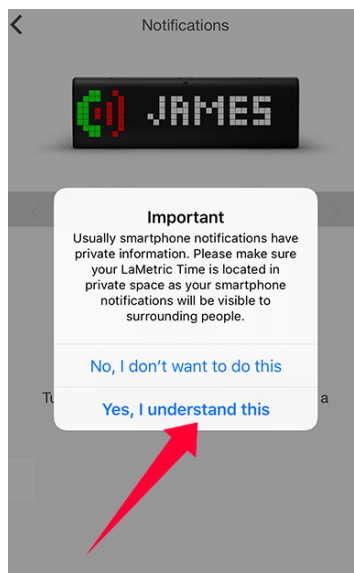 Notifications
JAMES
Important
Usually smartphone notifications have
private information. Please make sure
your LaMetric Time is located in
private space as your smartphone
notifications will be visible to
surrounding people.
No, I don't want to do this
Tu a
Yes, I understand this